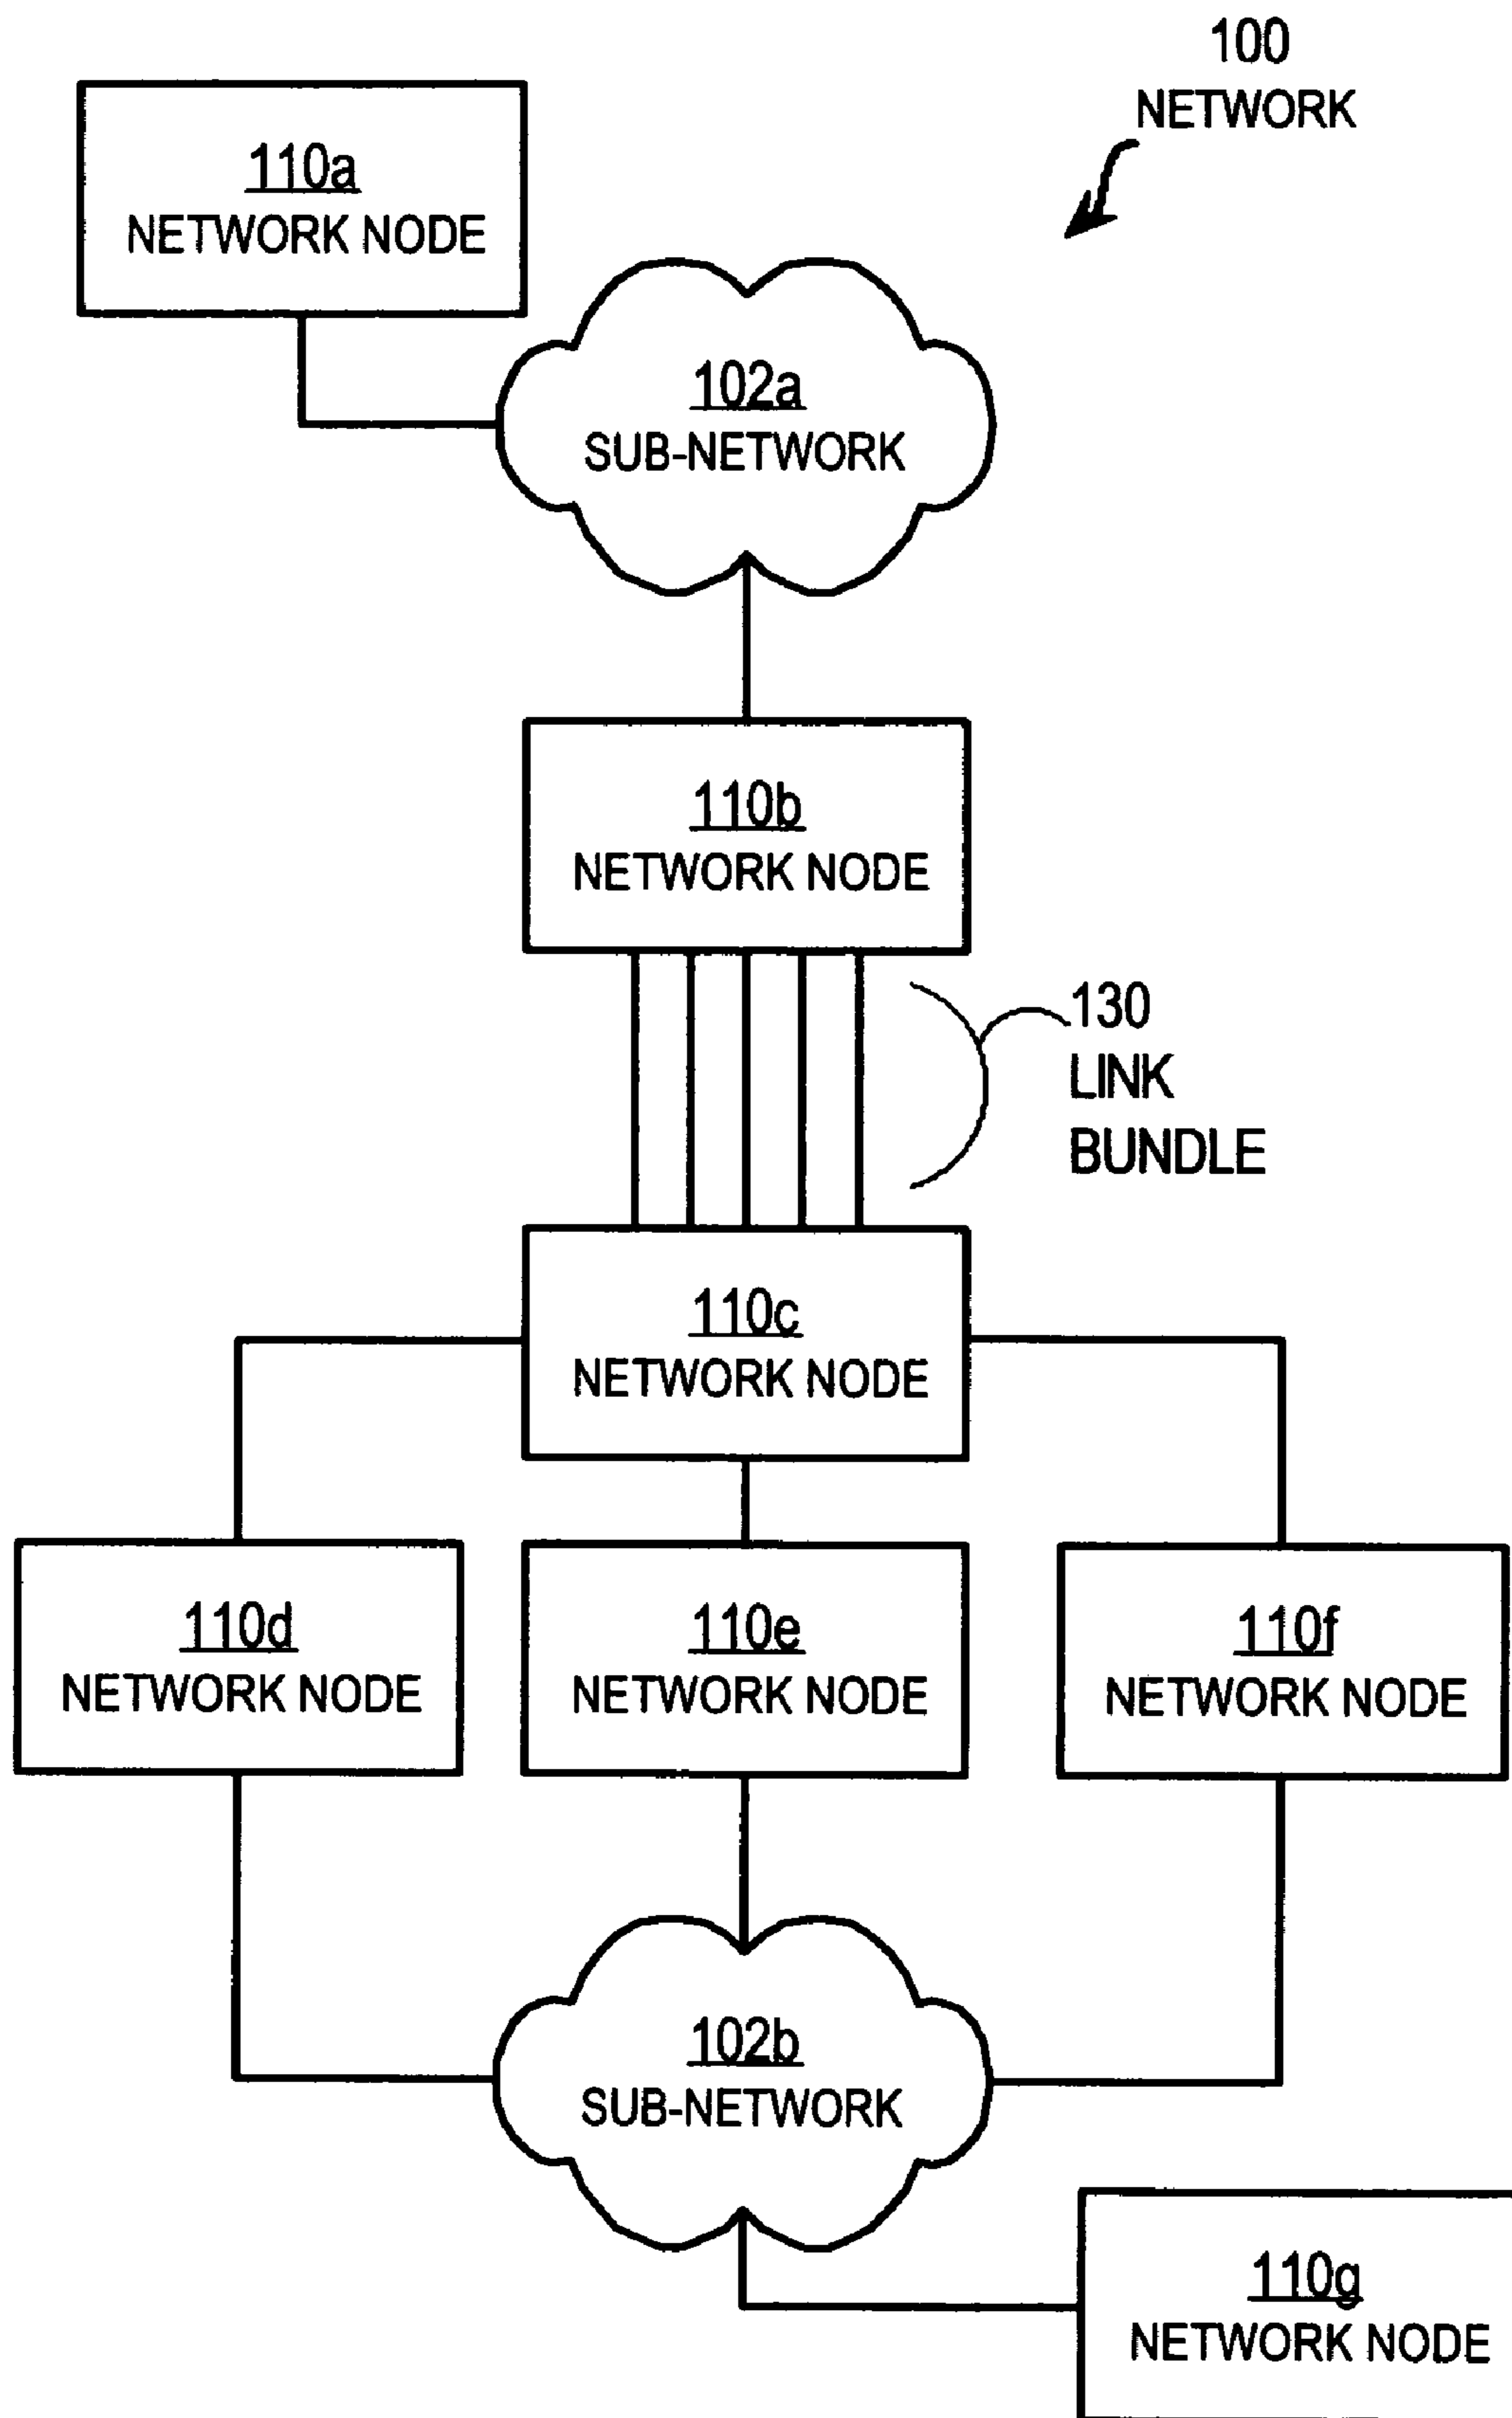 100
NETWORK
110a
NETWORK NODE
102a
SUB-NETWORK
110b
NETWORK NODE
130
LINK
BUNDLE
110c
NETWORK NODE
110d
NETWORK NODE
110e
NETWORK NODE
110f
NETWORK NODE
102b
SUB-NETWORK
110g
NETWORK NODE